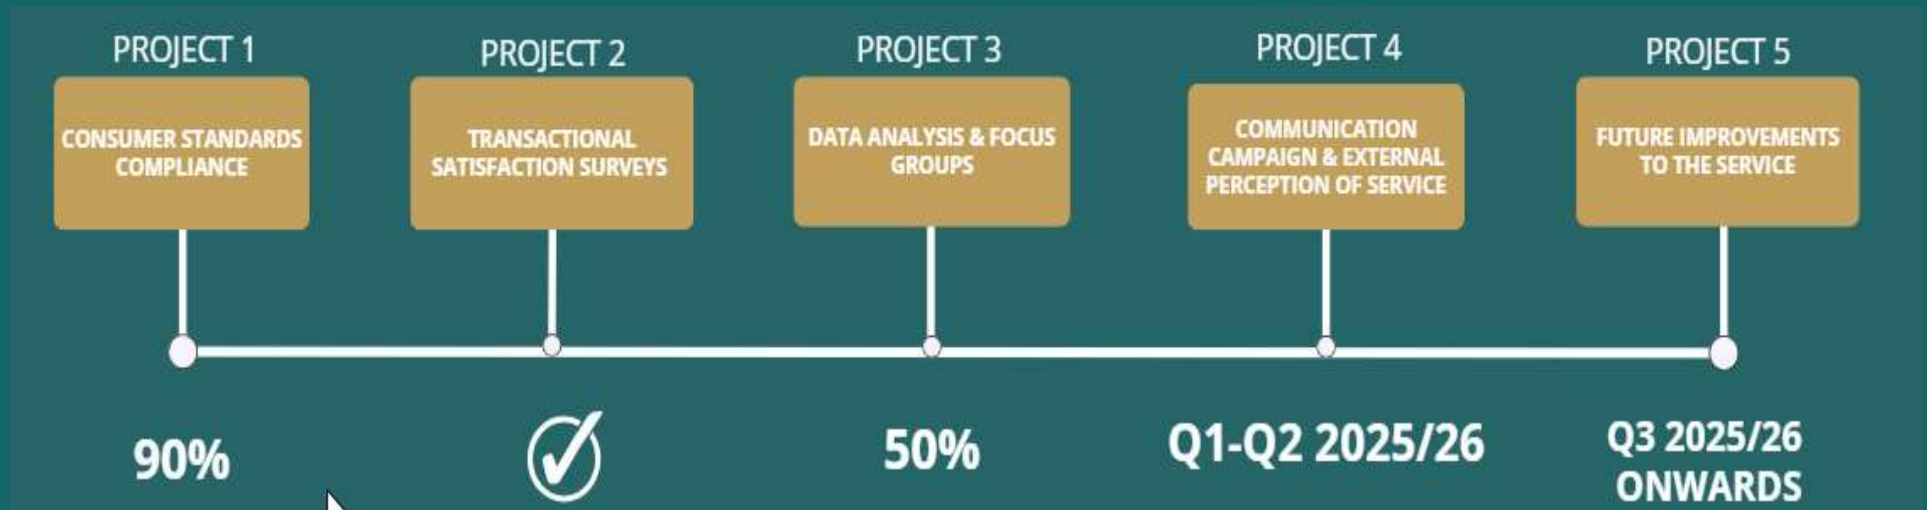 PROJECT 1
CONSUMER STANDARDS
COMPLIANCE
90%
PROJECT 2
TRANSACTIONAL
SATISFACTION SURVEYS
PROJECT 3
DATA ANALYSIS & FOCUS
GROUPS
50%
PROJECT 4
COMMUNICATION
CAMPAIGN & EXTERNAL
PERCEPTION OF SERVICE
Q1-Q2 2025/26
PROJECT 5
FUTURE IMPROVEMENTS
TO THE SERVICE
Q3 2025/26
ONWARDS